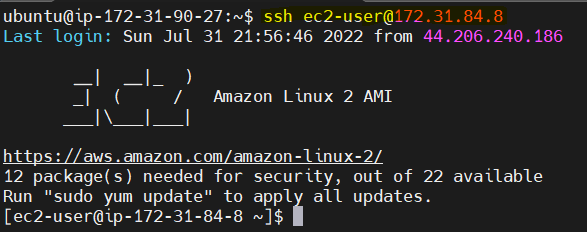 ubuntu@ip-172-31-90-27:~$ ssh ec2-user@172.31.84.8
Last login: Sun Jul 31 21:56:46 2022 from 44.206.240.186
       __|  __|_  )
       _|  (     /   Amazon Linux 2 AMI
      ___|\___|___|
https://aws.amazon.com/amazon-linux-2/
12 package(s) needed for security, out of 22 available
Run "sudo yum update" to apply all updates.
[ec2-user@ip-172-31-84-8 ~]$